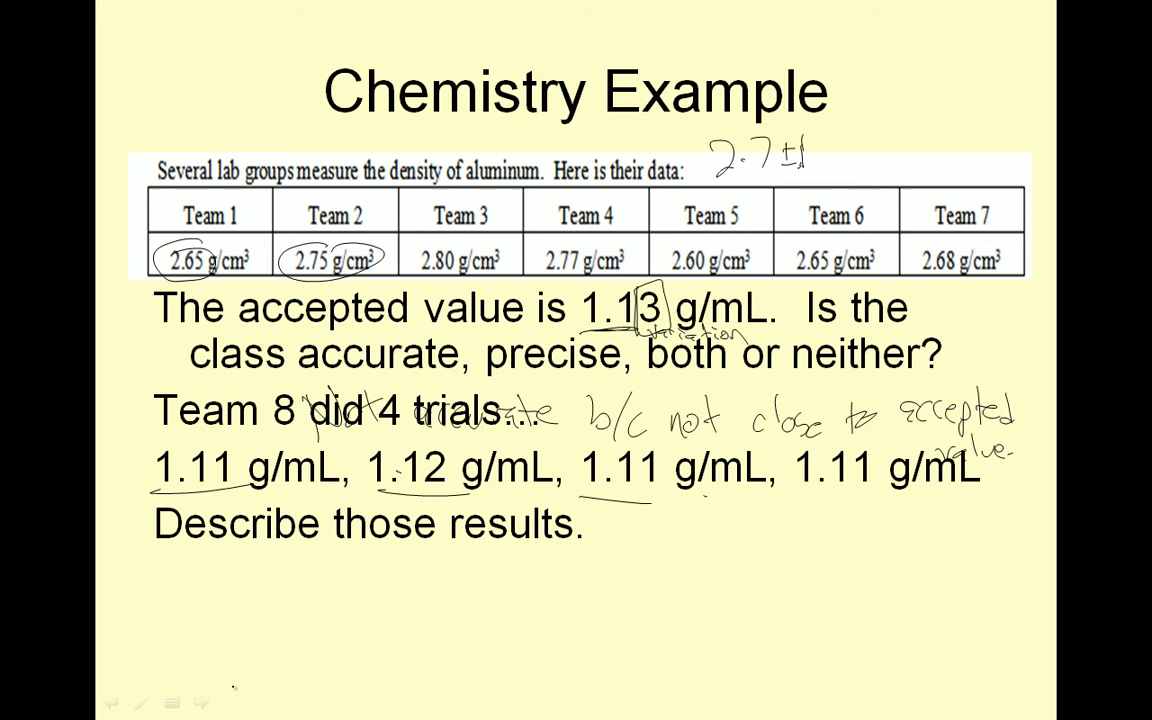 Chemistry Example
2.7 ±.1
Several lab groups measure the density of aluminum. Here is their data:
Team 1 Team 2 Team 3 Team 4 Team 5 Team 6 Team 7
2.65 g/cm³ 2.75 g/cm³ 2.80 g/cm³ 2.77 g/cm³ 2.60 g/cm³ 2.65 g/cm³ 2.68 g/cm³
The accepted value is 1.13 g/mL. Is the
variation
class accurate, precise, both or neither?
Team 8 did 4 trials...
Not accurate b/c not close to accepted
value.
1.11 g/mL, 1.12 g/mL, 1.11 g/mL, 1.11 g/mL
Describe those results.